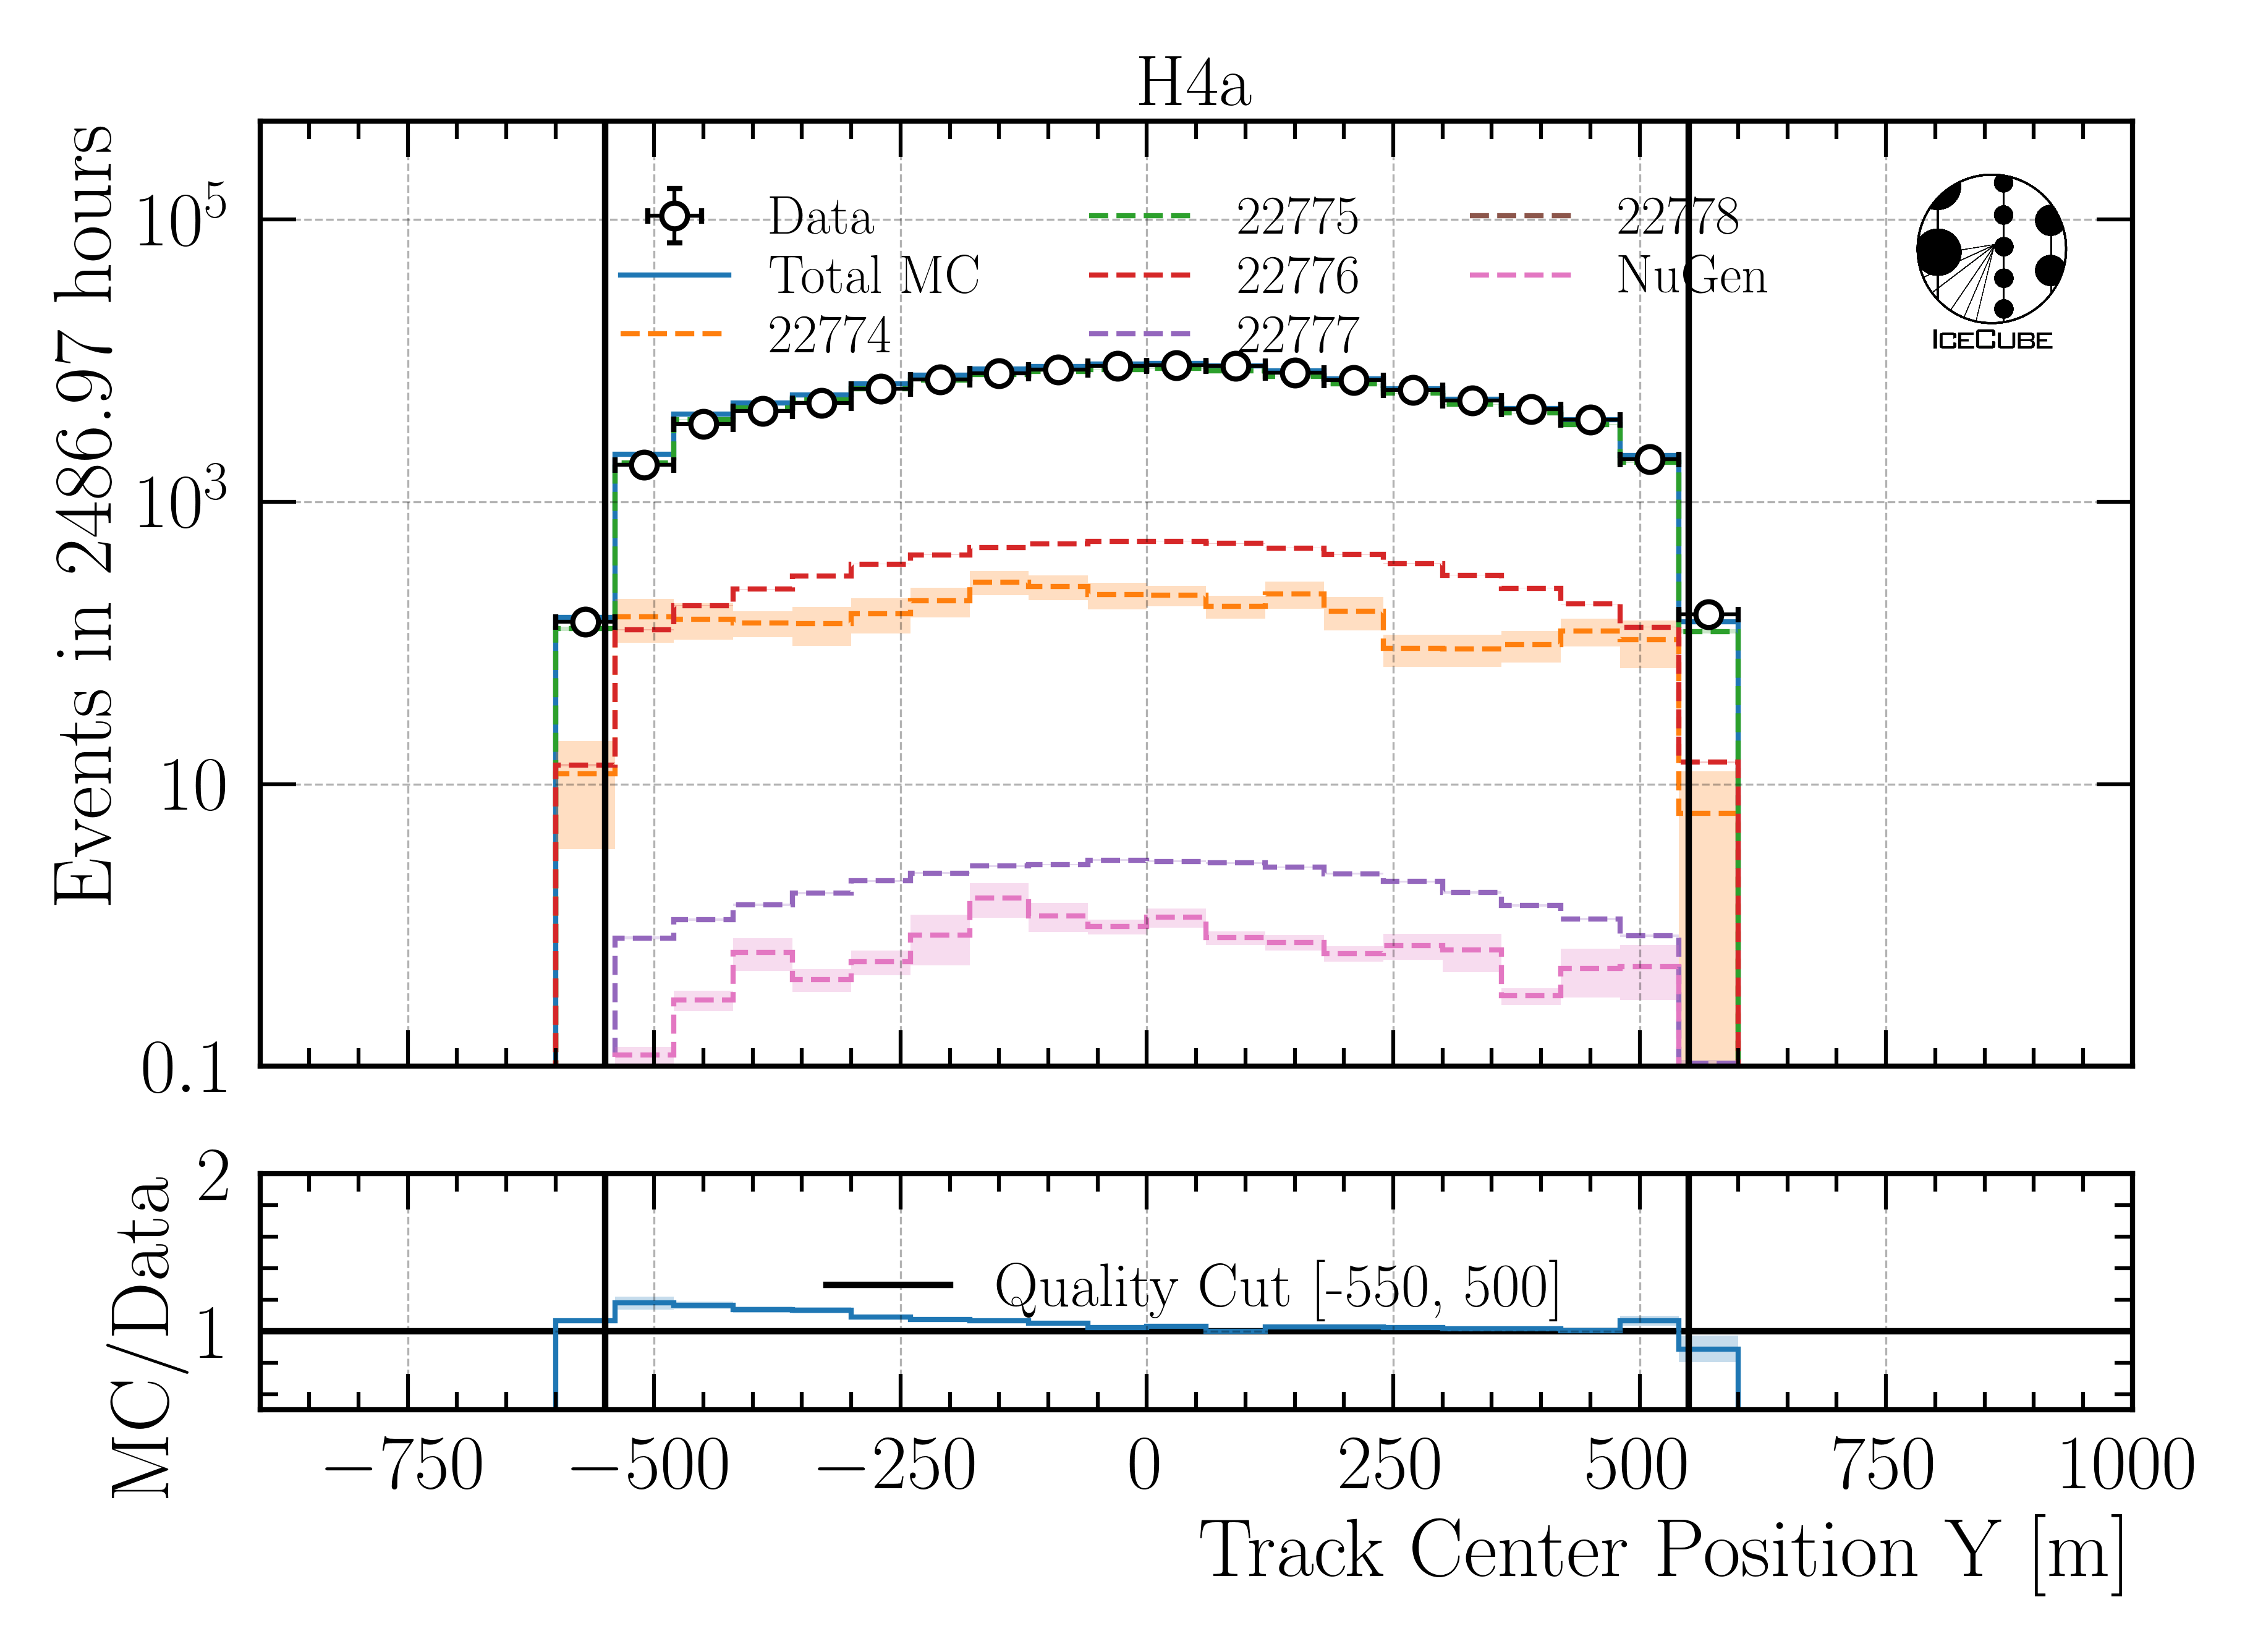 H4a
Events in 2486.97 hours
10^5
10^3
10
0.1
Data
Total MC
22774
22775
22776
22777
22778
NuGen
ICECUBE
MC/Data
2
1
Quality Cut [-550, 500]
−750 −500 −250 0 250 500 750 1000
Track Center Position Y [m]